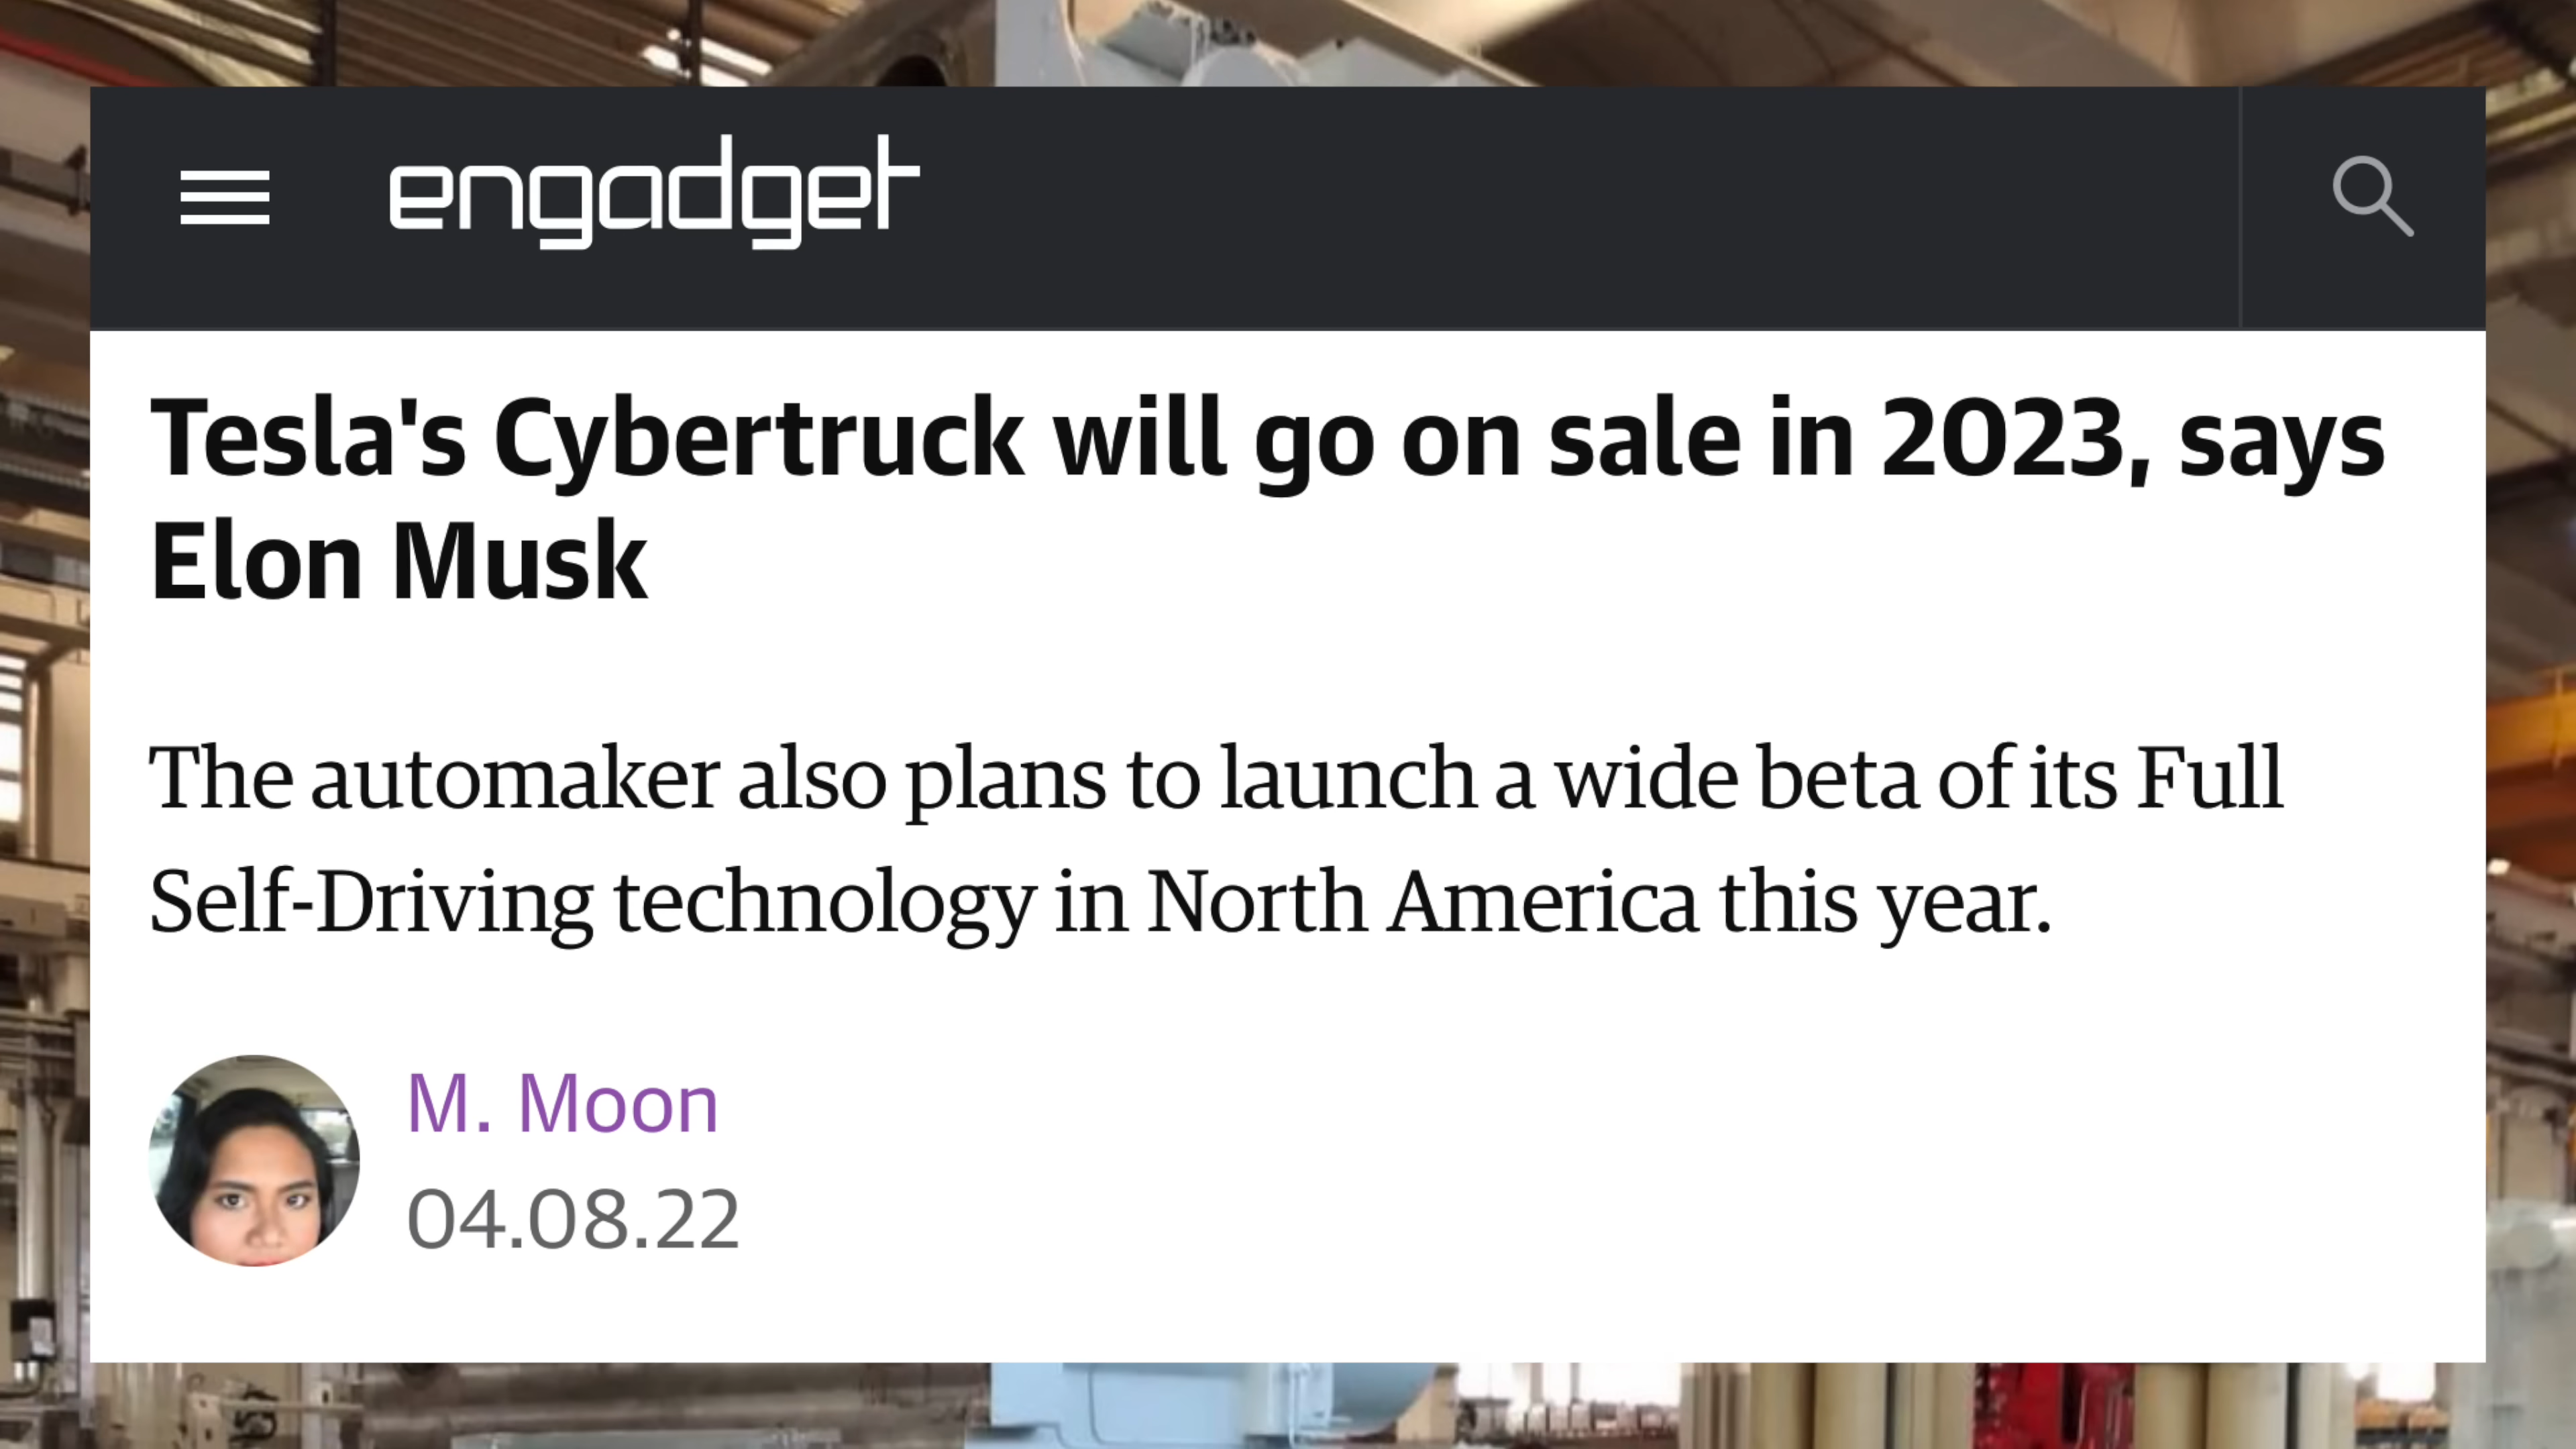 engadget
Tesla's Cybertruck will go on sale in 2023, says
Elon Musk
The automaker also plans to launch a wide beta of its Full
Self-Driving technology in North America this year.
M. Moon
04.08.22